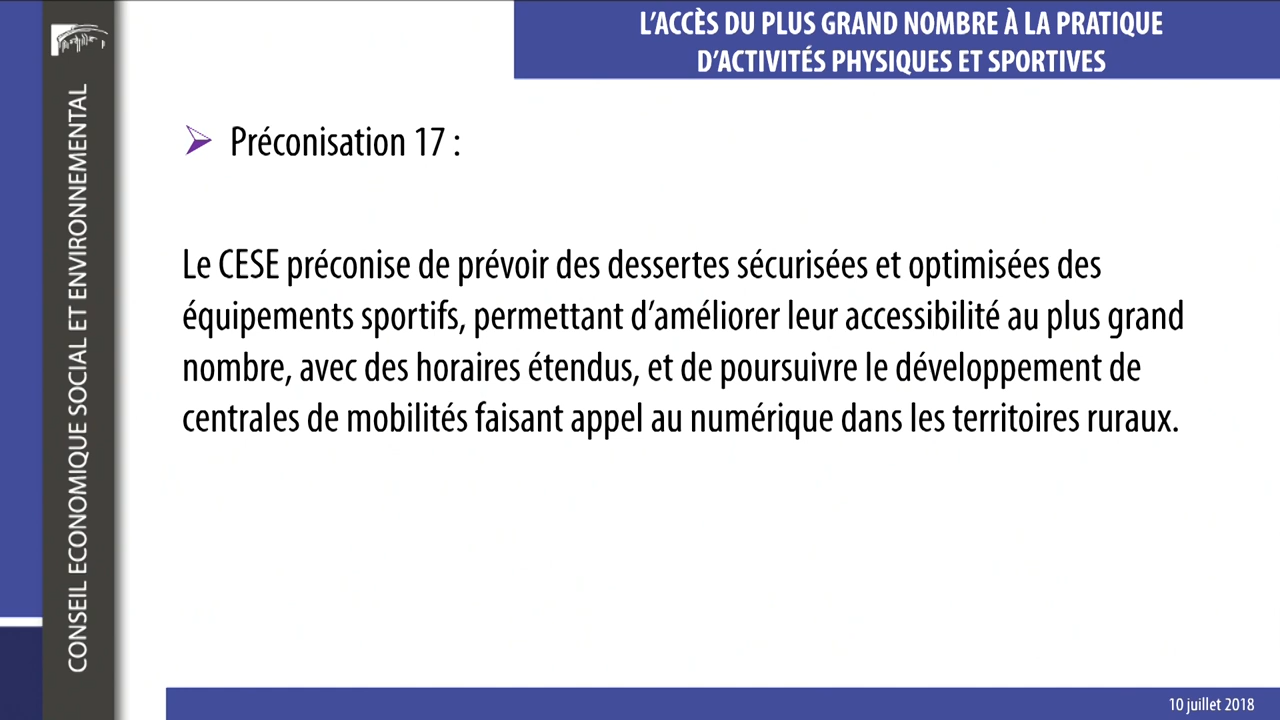 L’ACCÈS DU PLUS GRAND NOMBRE À LA PRATIQUE
D’ACTIVITÉS PHYSIQUES ET SPORTIVES
CONSEIL ECONOMIQUE SOCIAL ET ENVIRONNEMENTAL
Préconisation 17 :
Le CESE préconise de prévoir des dessertes sécurisées et optimisées des
équipements sportifs, permettant d’améliorer leur accessibilité au plus grand
nombre, avec des horaires étendus, et de poursuivre le développement de
centrales de mobilités faisant appel au numérique dans les territoires ruraux.
10 juillet 2018